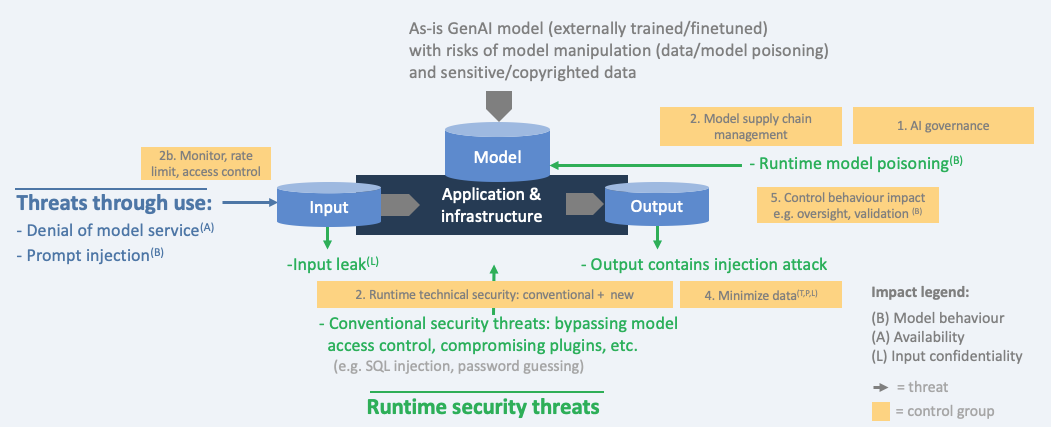 As-is GenAI model (externally trained/finetuned)
with risks of model manipulation (data/model poisoning)
and sensitive/copyrighted data
2. Model supply chain
management
1. AI governance
Model
- Runtime model poisoning(B)
2b. Monitor, rate
limit, access control
Threats through use:
- Denial of model service(A)
- Prompt injection(B)
Input
Application &
infrastructure
Output
5. Control behaviour impact
e.g. oversight, validation (B)
-Input leak(L)
- Output contains injection attack
2. Runtime technical security: conventional + new
4. Minimize data(T,P,L)
- Conventional security threats: bypassing model
access control, compromising plugins, etc.
(e.g. SQL injection, password guessing)
Runtime security threats
Impact legend:
(B) Model behaviour
(A) Availability
(L) Input confidentiality
= threat
= control group